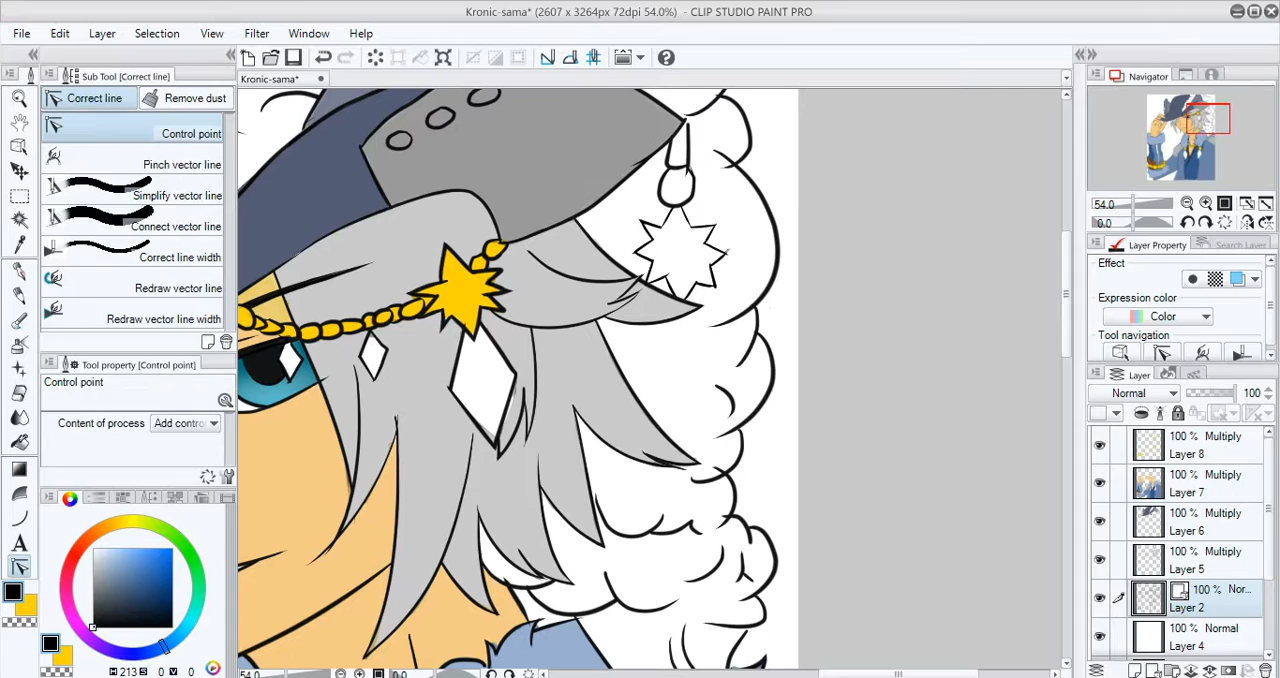 Kronic-sama* (2607 x 3264px 72dpi 54.0%) - CLIP STUDIO PAINT PRO
File Edit Layer Selection View Filter Window Help
Sub Tool [Correct line]
Kronic-sama*
Navigator
Correct line Remove dust
Control point
Pinch vector line
Simplify vector line
Connect vector line
Correct line width
Redraw vector line
Redraw vector line width
54.0
0.0
Layer Property Search Layer
Effect
Expression color
Color
Tool navigation
Tool property [Control point]
Control point
Content of process Add contro
Layer
Normal 100
100 % Multiply
Layer 8
100 % Multiply
Layer 7
100 % Multiply
Layer 6
100 % Multiply
Layer 5
100 % Nor...
Layer 2
100 % Normal
Layer 4
A
H 213 S 0 V 0
54.0 0.0